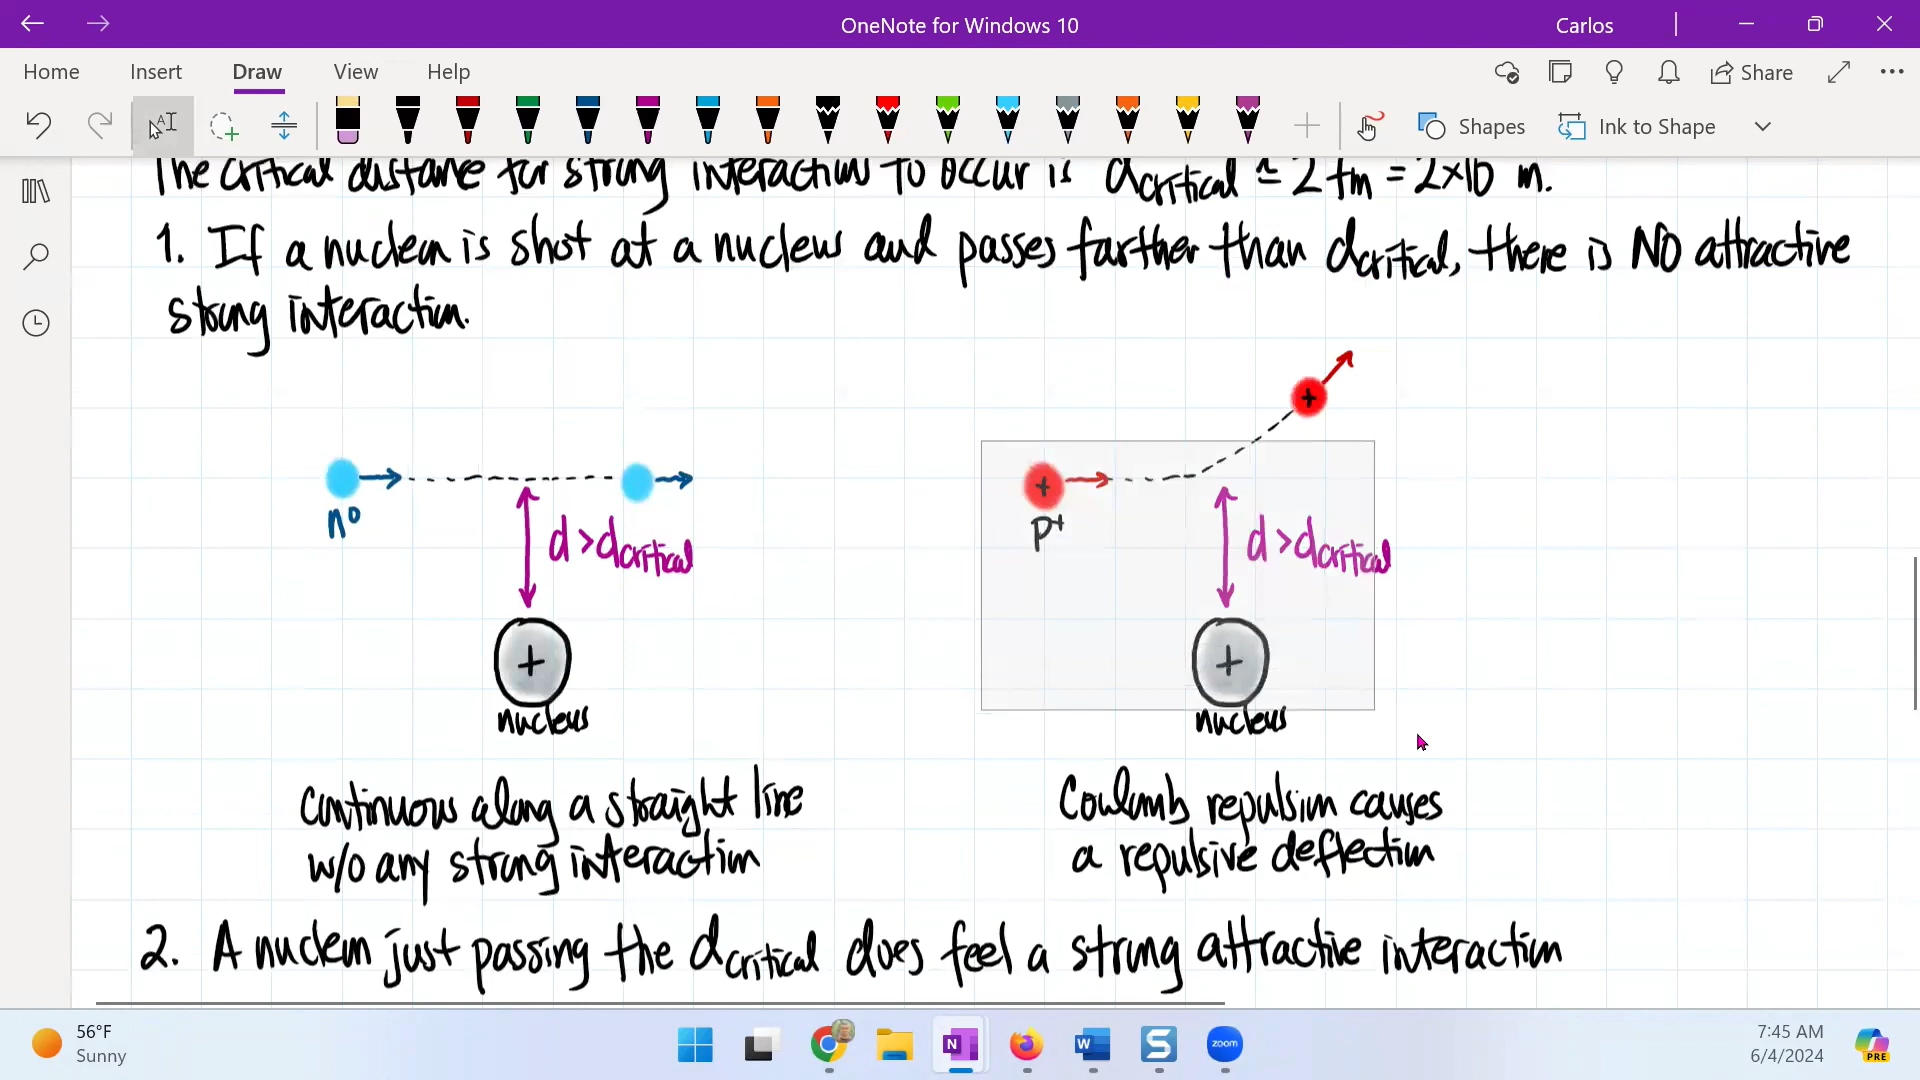 OneNote for Windows 10
Carlos
Home Insert Draw View Help
Share
Shapes Ink to Shape
The critical distance for strong interaction to occur is dcritical ≃ 2 fm = 2×10 m.
1. If a nucleon is shot at a nucleus and passes farther than dcritical, there is NO attractive
strong interaction.
+
+
n⁰
p⁺
d > dcritical
d > dcritical
+
+
nucleus
nucleus
Continuous along a straight line
w/o any strong interaction
Coulomb repulsion causes
a repulsive deflection
2. A nucleon just passing the dcritical does feel a strong attractive interaction
56°F
Sunny
N
W
S
zoom
7:45 AM
6/4/2024
PRE